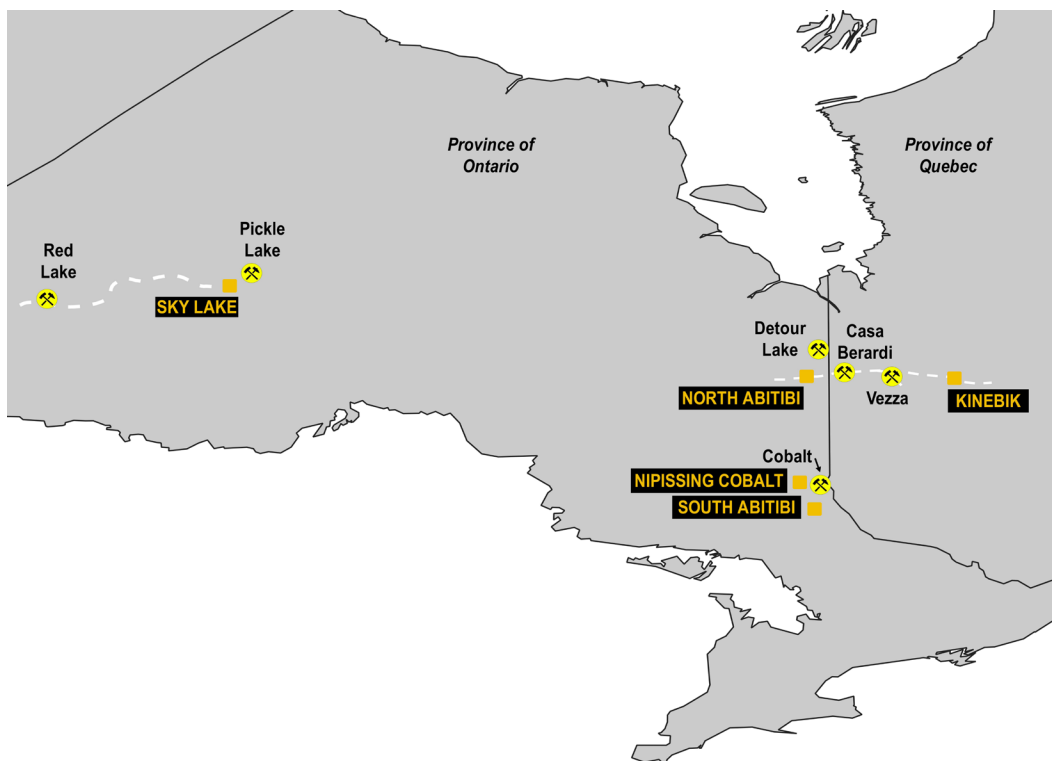 Province of
Ontario
Province of
Quebec
Pickle
Lake
Red
Lake
SKY LAKE
Detour
Lake
Casa
Berardi
NORTH ABITIBI
Vezza
KINEBIK
Cobalt
NIPISSING COBALT
SOUTH ABITIBI